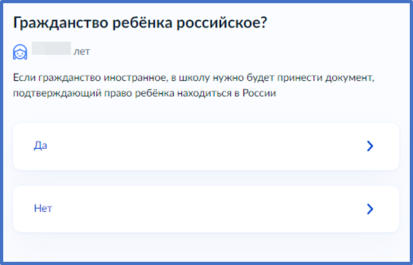 Гражданство ребёнка российское?
лет
Если гражданство иностранное, в школу нужно будет принести документ,
подтверждающий право ребёнка находиться в России
Да
Нет